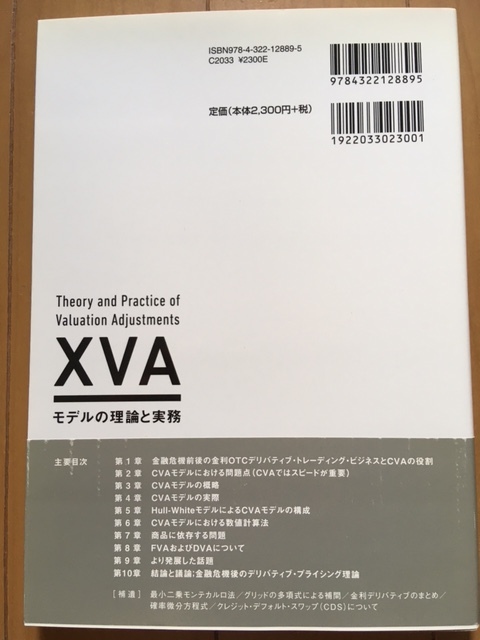 ISBN978-4-322-12889-5
C2033 ¥2300E
9784322128895
定価(本体2,300円+税)
1922033023001
Theory and Practice of
Valuation Adjustments
XVA
モデルの理論と実務
主要目次
第1章 金融危機前後の金利OTCデリバティブ・トレーディング・ビジネスとCVAの役割
第2章 CVAモデルにおける問題点(CVAではスピードが重要)
第3章 CVAモデルの概略
第4章 CVAモデルの実際
第5章 Hull-WhiteモデルによるCVAモデルの構成
第6章 CVAモデルにおける数値計算法
第7章 商品に依存する問題
第8章 FVAおよびDVAについて
第9章 より発展した話題
第10章 結論と議論:金融危機後のデリバティブ・プライシング理論
[補遺] 最小二乗モンテカルロ法/グリッドの多項式による補間/金利デリバティブのまとめ/
確率微分方程式/クレジット・デフォルト・スワップ(CDS)について